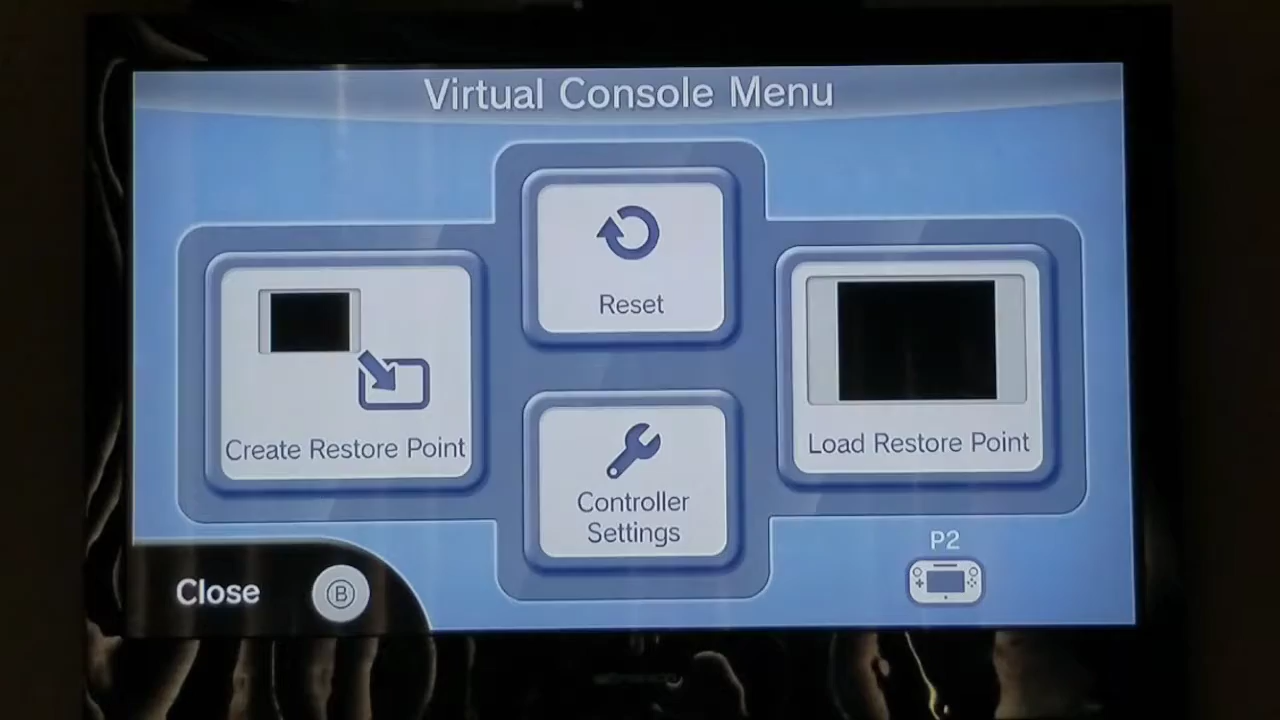 Virtual Console Menu
Reset
Create Restore Point
Load Restore Point
Controller
Settings
P2
Close
B